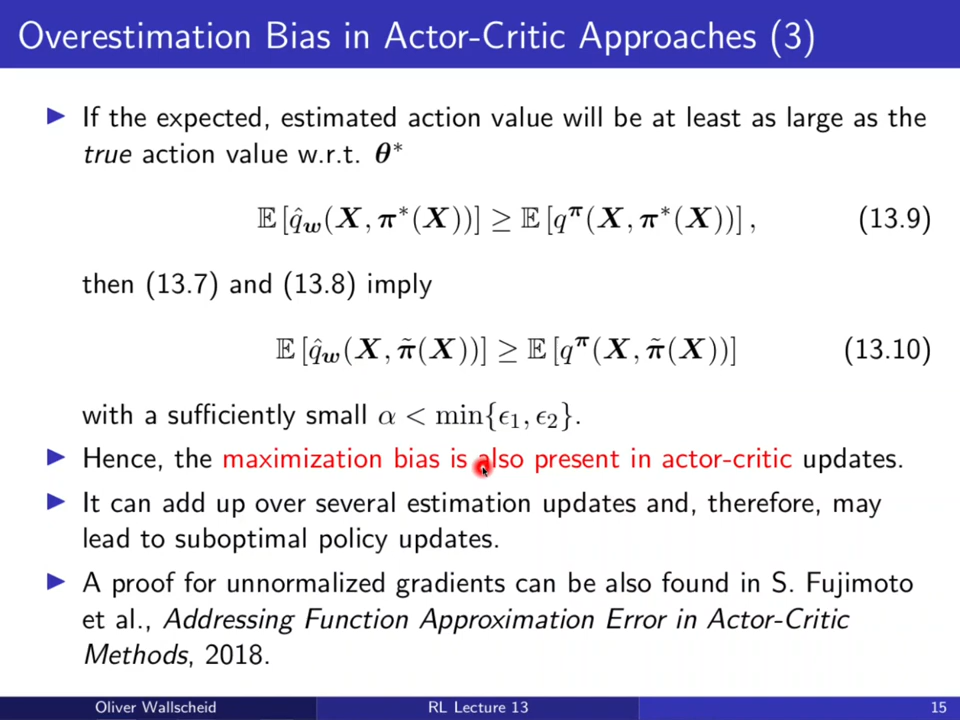 Overestimation Bias in Actor-Critic Approaches (3)
▶ If the expected, estimated action value will be at least as large as the
true action value w.r.t. θ*
𝔼 [q̂_w(X, π*(X))] ≥ 𝔼 [q^π(X, π*(X))] , (13.9)
then (13.7) and (13.8) imply
𝔼 [q̂_w(X, π̃(X))] ≥ 𝔼 [q^π(X, π̃(X))] (13.10)
with a sufficiently small α < min{ϵ₁, ϵ₂}.
▶ Hence, the maximization bias is also present in actor-critic updates.
▶ It can add up over several estimation updates and, therefore, may
lead to suboptimal policy updates.
▶ A proof for unnormalized gradients can be also found in S. Fujimoto
et al., Addressing Function Approximation Error in Actor-Critic
Methods, 2018.
Oliver Wallscheid RL Lecture 13 15